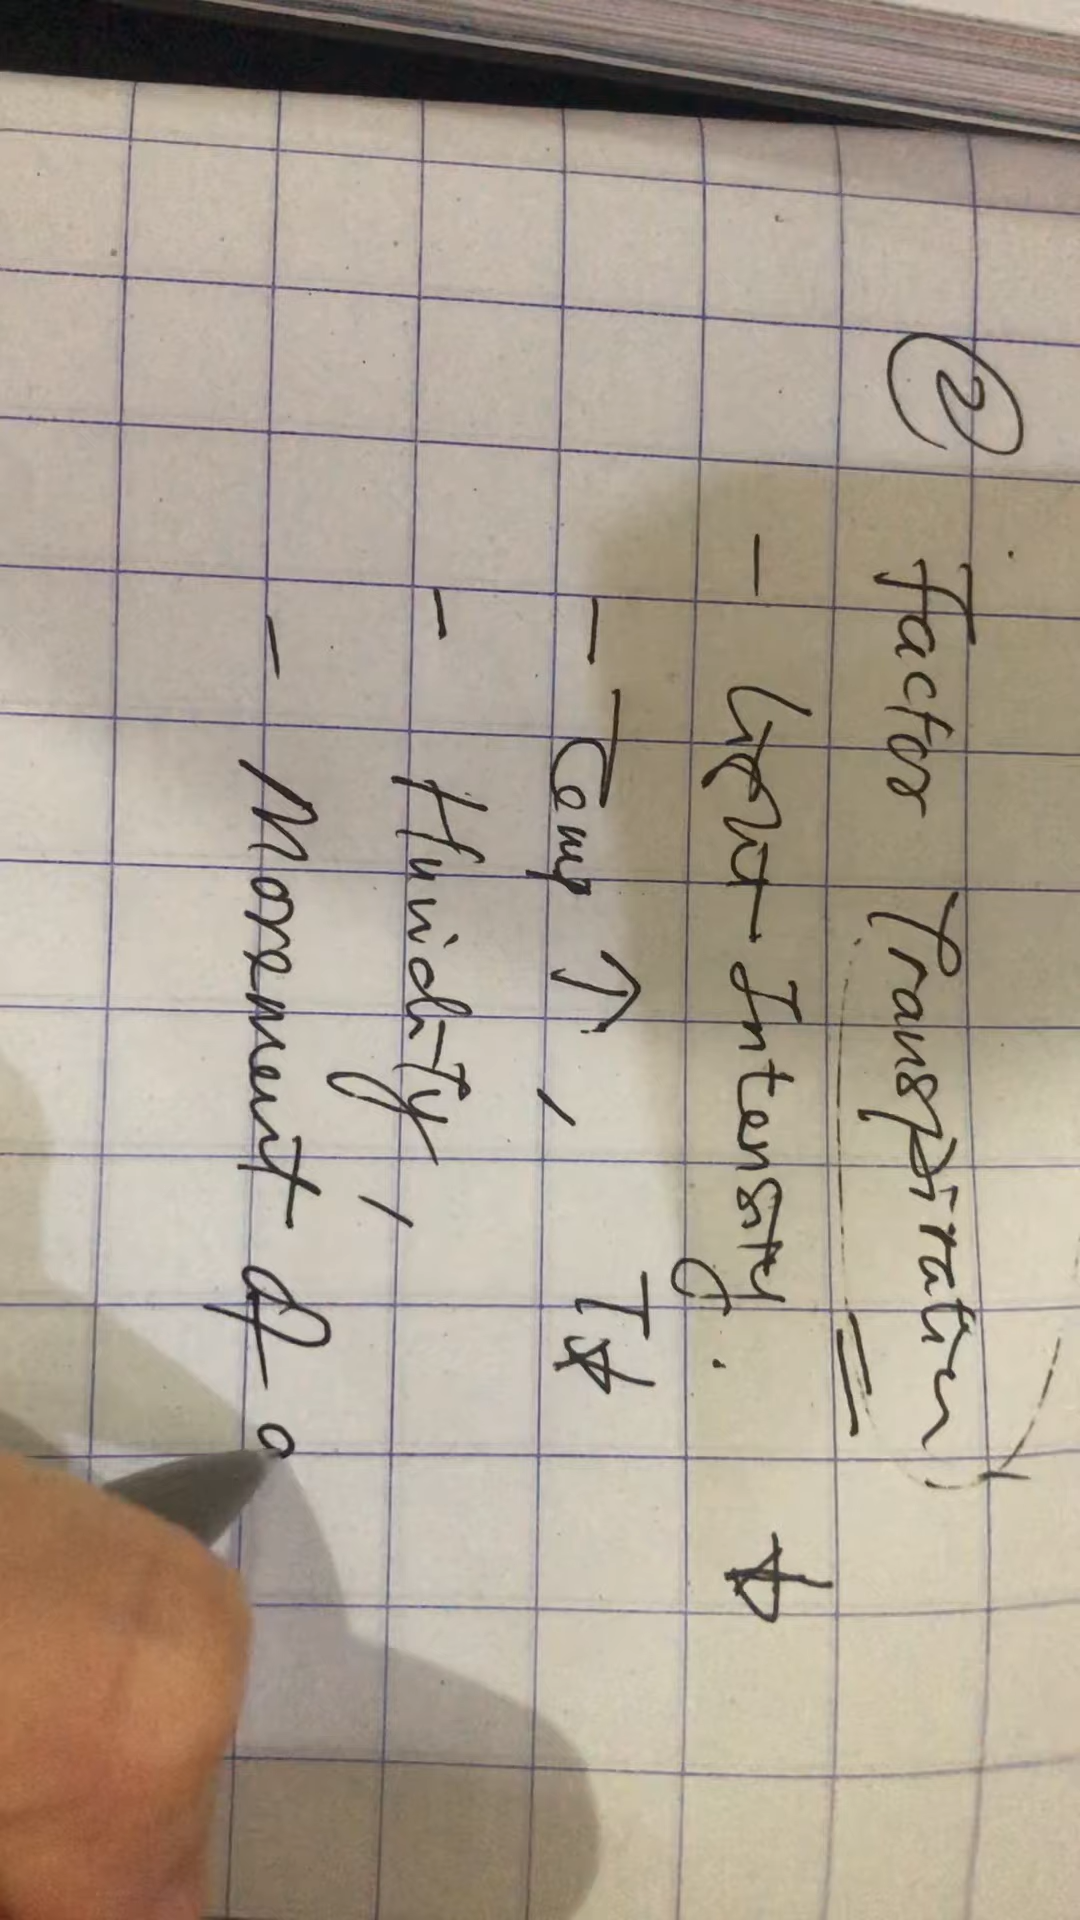 ② Factor Transpiration
- Light Intensity.
- Temp ↑, T
- Humidity,
- Movement of